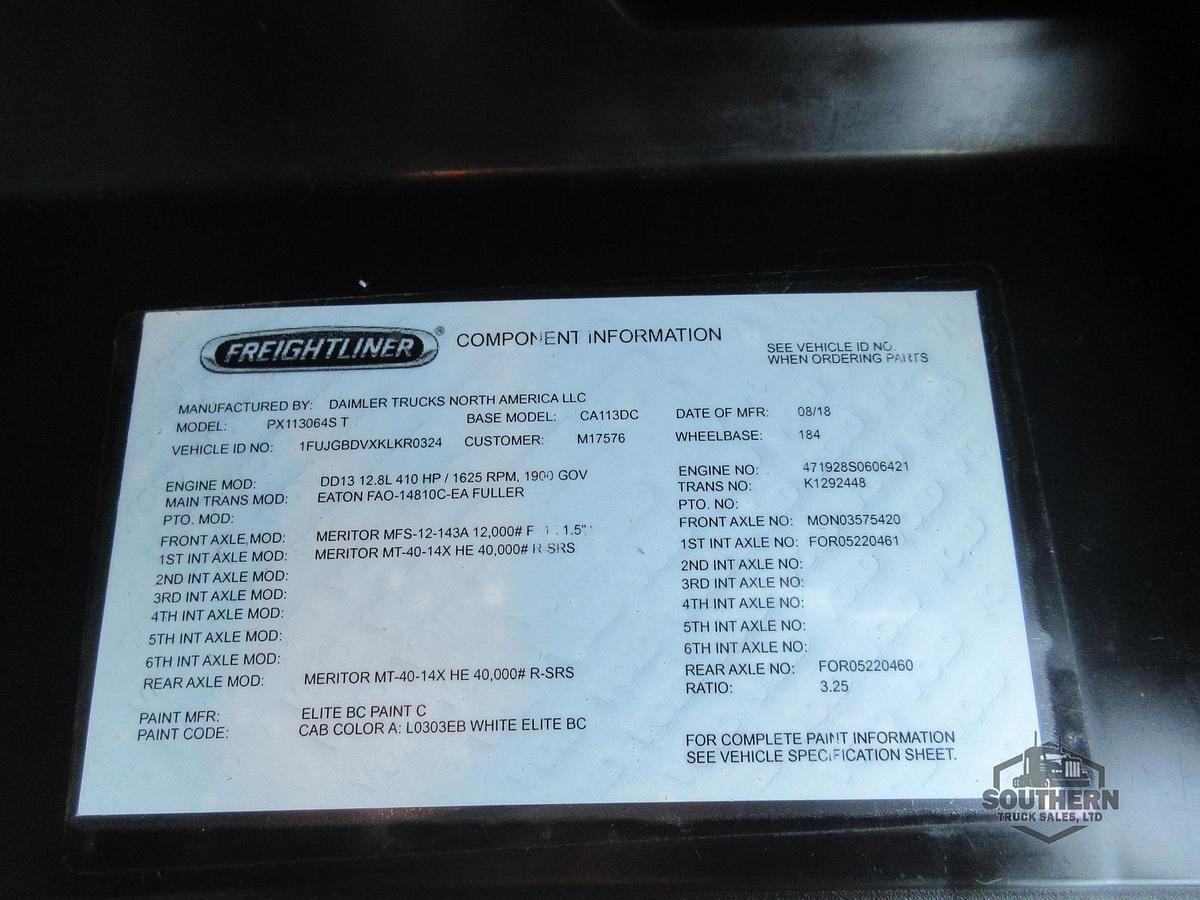 FREIGHTLINER ® COMPONENT INFORMATION
SEE VEHICLE ID NO.
WHEN ORDERING PARTS
MANUFACTURED BY: DAIMLER TRUCKS NORTH AMERICA LLC
MODEL: PX113064S T BASE MODEL: CA113DC DATE OF MFR: 08/18
VEHICLE ID NO: 1FUJGBDVXKLKR0324 CUSTOMER: M17576 WHEELBASE: 184
ENGINE MOD: DD13 12.8L 410 HP / 1625 RPM, 1900 GOV ENGINE NO: 471928S0606421
MAIN TRANS MOD: EATON FAO-14810C-EA FULLER TRANS NO: K1292448
PTO. MOD: PTO. NO:
FRONT AXLE MOD: MERITOR MFS-12-143A 12,000# 1.5" FRONT AXLE NO: MON03575420
1ST INT AXLE MOD: MERITOR MT-40-14X HE 40,000# R SRS 1ST INT AXLE NO: FOR05220461
2ND INT AXLE MOD: 2ND INT AXLE NO:
3RD INT AXLE MOD: 3RD INT AXLE NO:
4TH INT AXLE MOD: 4TH INT AXLE NO:
5TH INT AXLE MOD: 5TH INT AXLE NO:
6TH INT AXLE MOD: 6TH INT AXLE NO:
REAR AXLE MOD: MERITOR MT-40-14X HE 40,000# R-SRS REAR AXLE NO: FOR05220460
RATIO: 3.25
PAINT MFR: ELITE BC PAINT C
PAINT CODE: CAB COLOR A: L0303EB WHITE ELITE BC
FOR COMPLETE PAINT INFORMATION
SEE VEHICLE SPECIFICATION SHEET.
SOUTHERN
TRUCK SALES, LTD